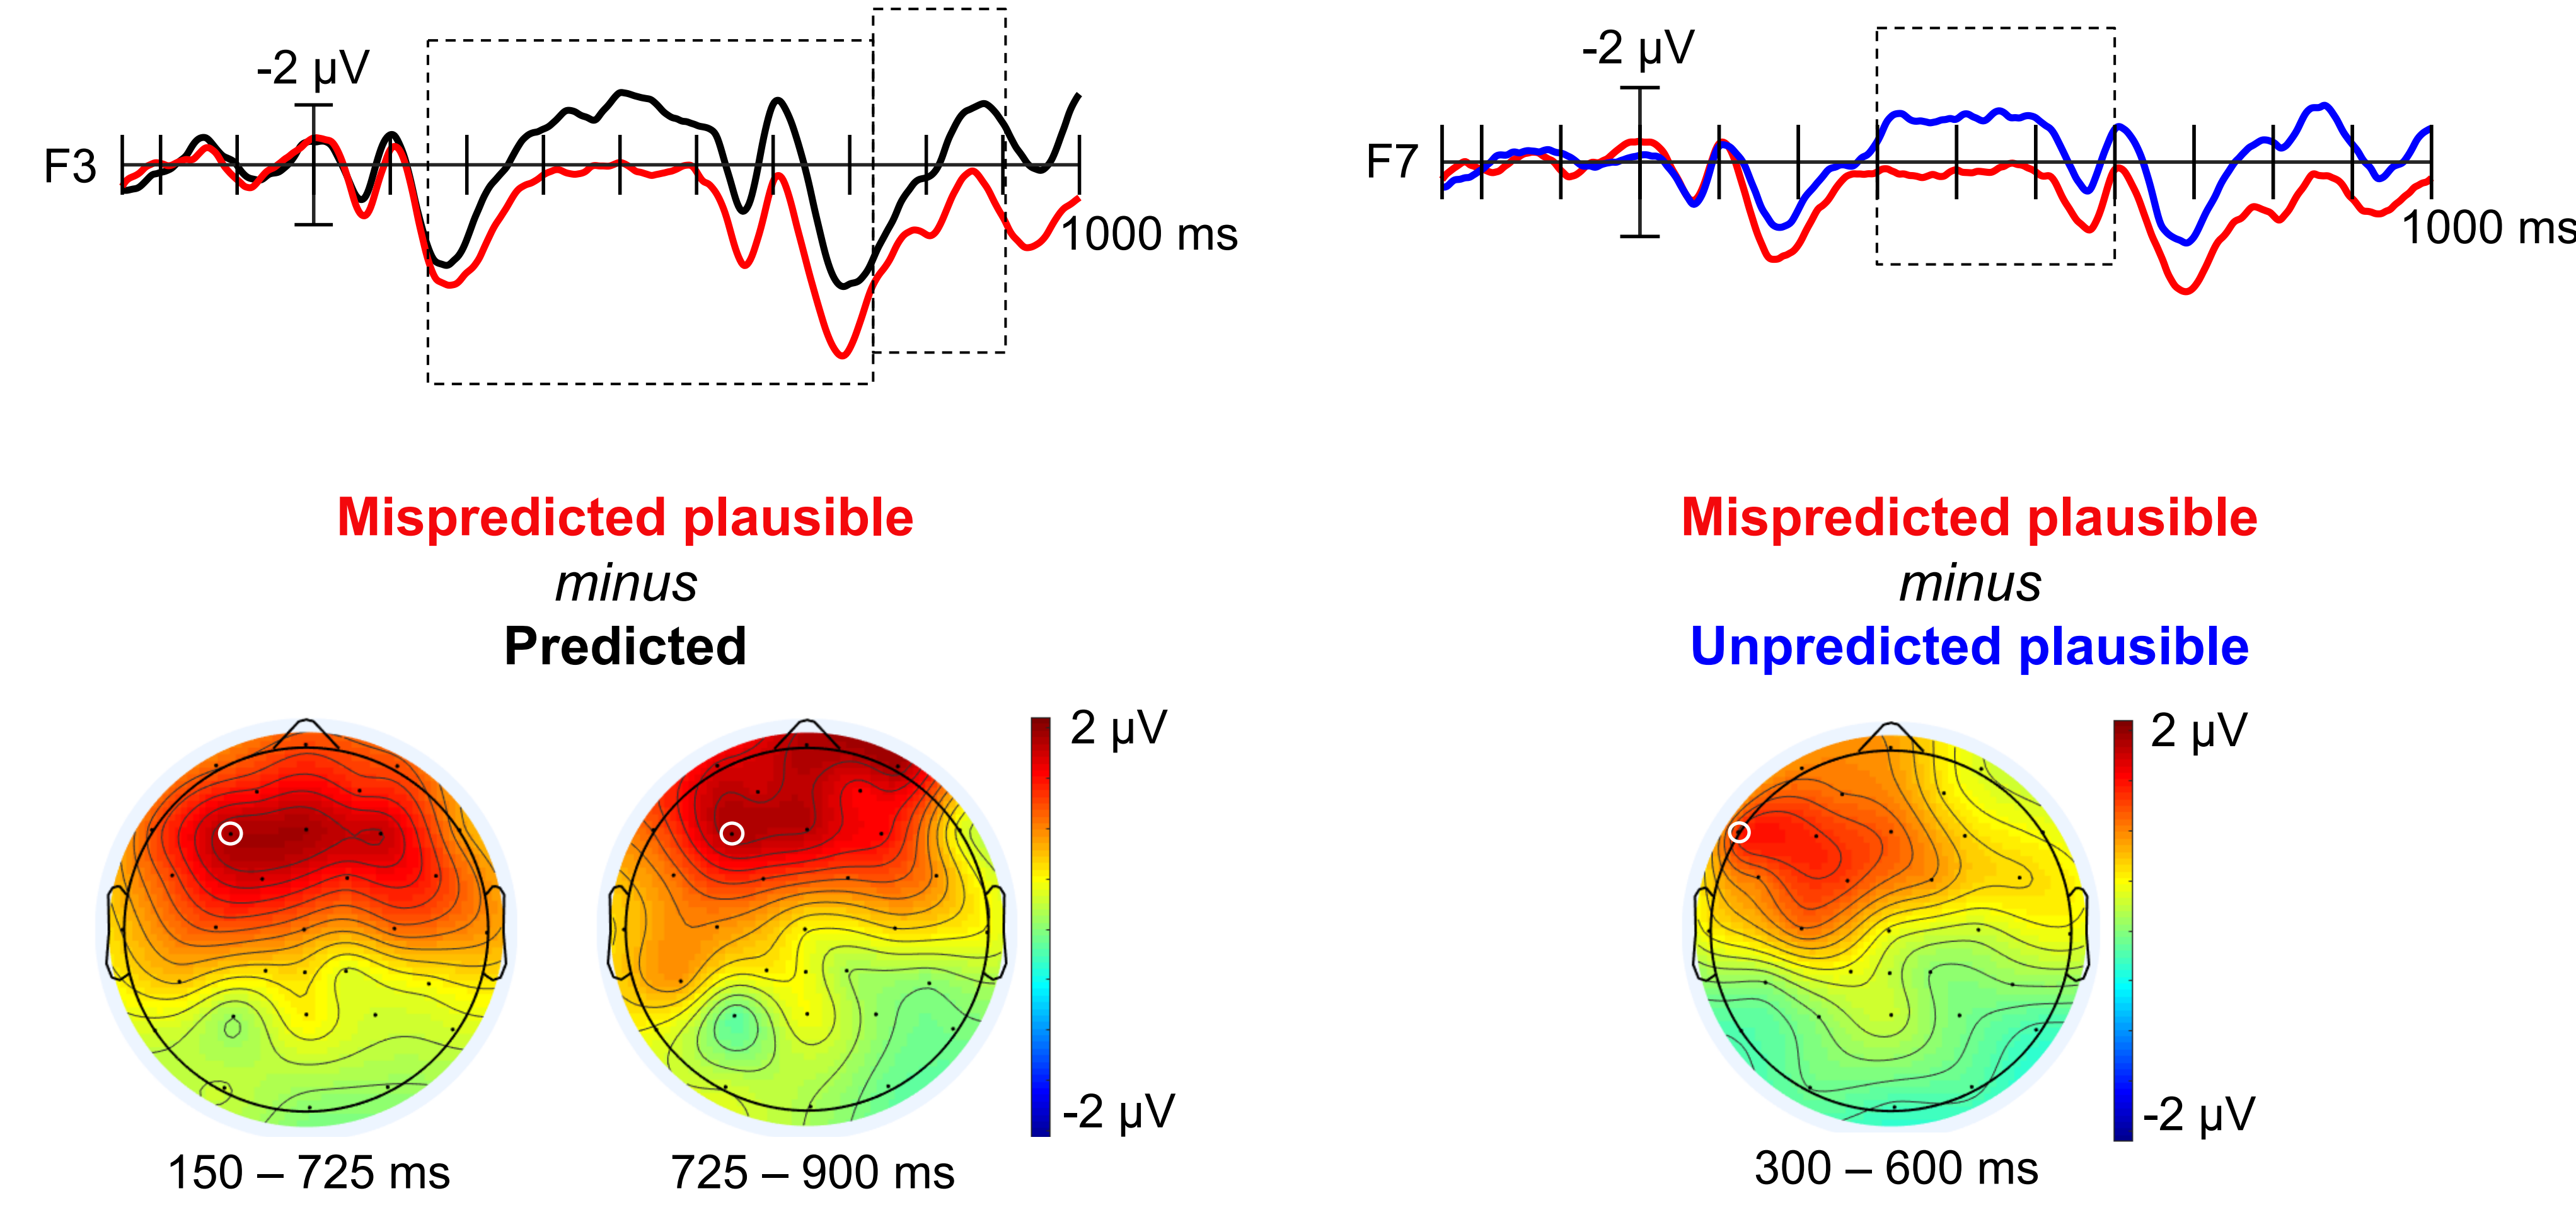 -2 µV
F3
1000 ms
Mispredicted plausible
minus
Predicted
2 µV
-2 µV
150 – 725 ms
725 – 900 ms
-2 µV
F7
1000 ms
Mispredicted plausible
minus
Unpredicted plausible
2 µV
-2 µV
300 – 600 ms